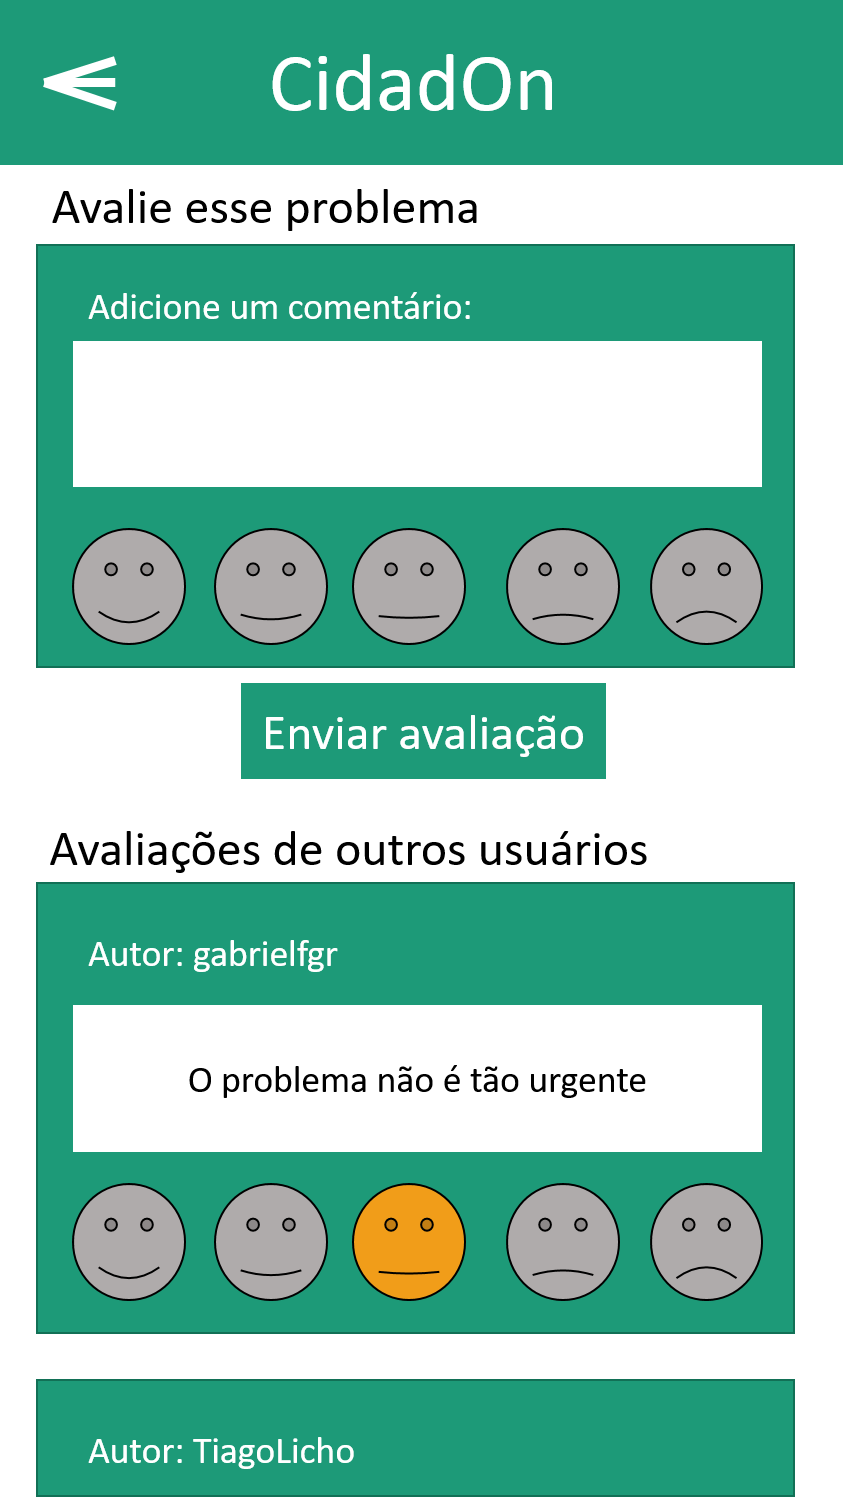 CidadOn
Avalie esse problema
Adicione um comentário:
Enviar avaliação
Avaliações de outros usuários
Autor: gabrielfgr
O problema não é tão urgente
Autor: TiagoLicho